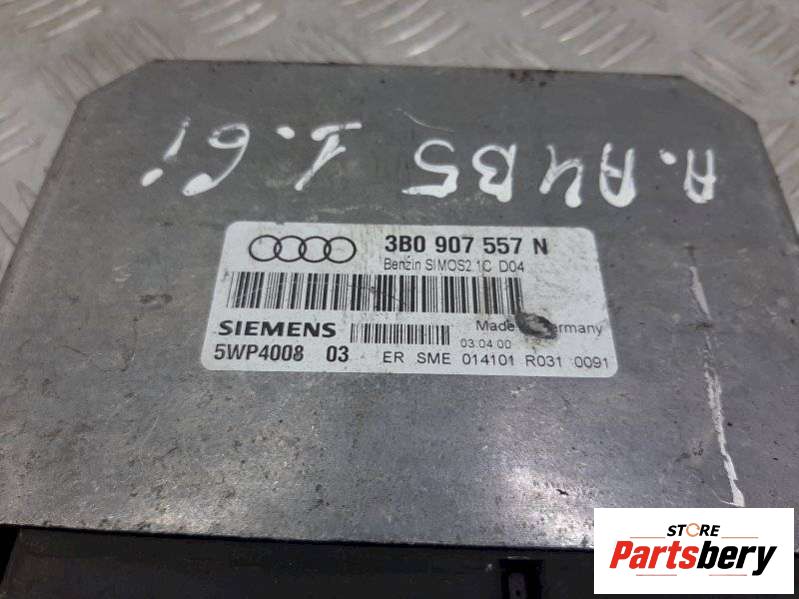 A.A4B5 1.6i
3B0 907 557 N
Benzin SIMOS2.1C D04
SIEMENS
Made Germany
03.04.00
5WP4008 03 ER SME 014101 R031 0091
STORE
Partsbery